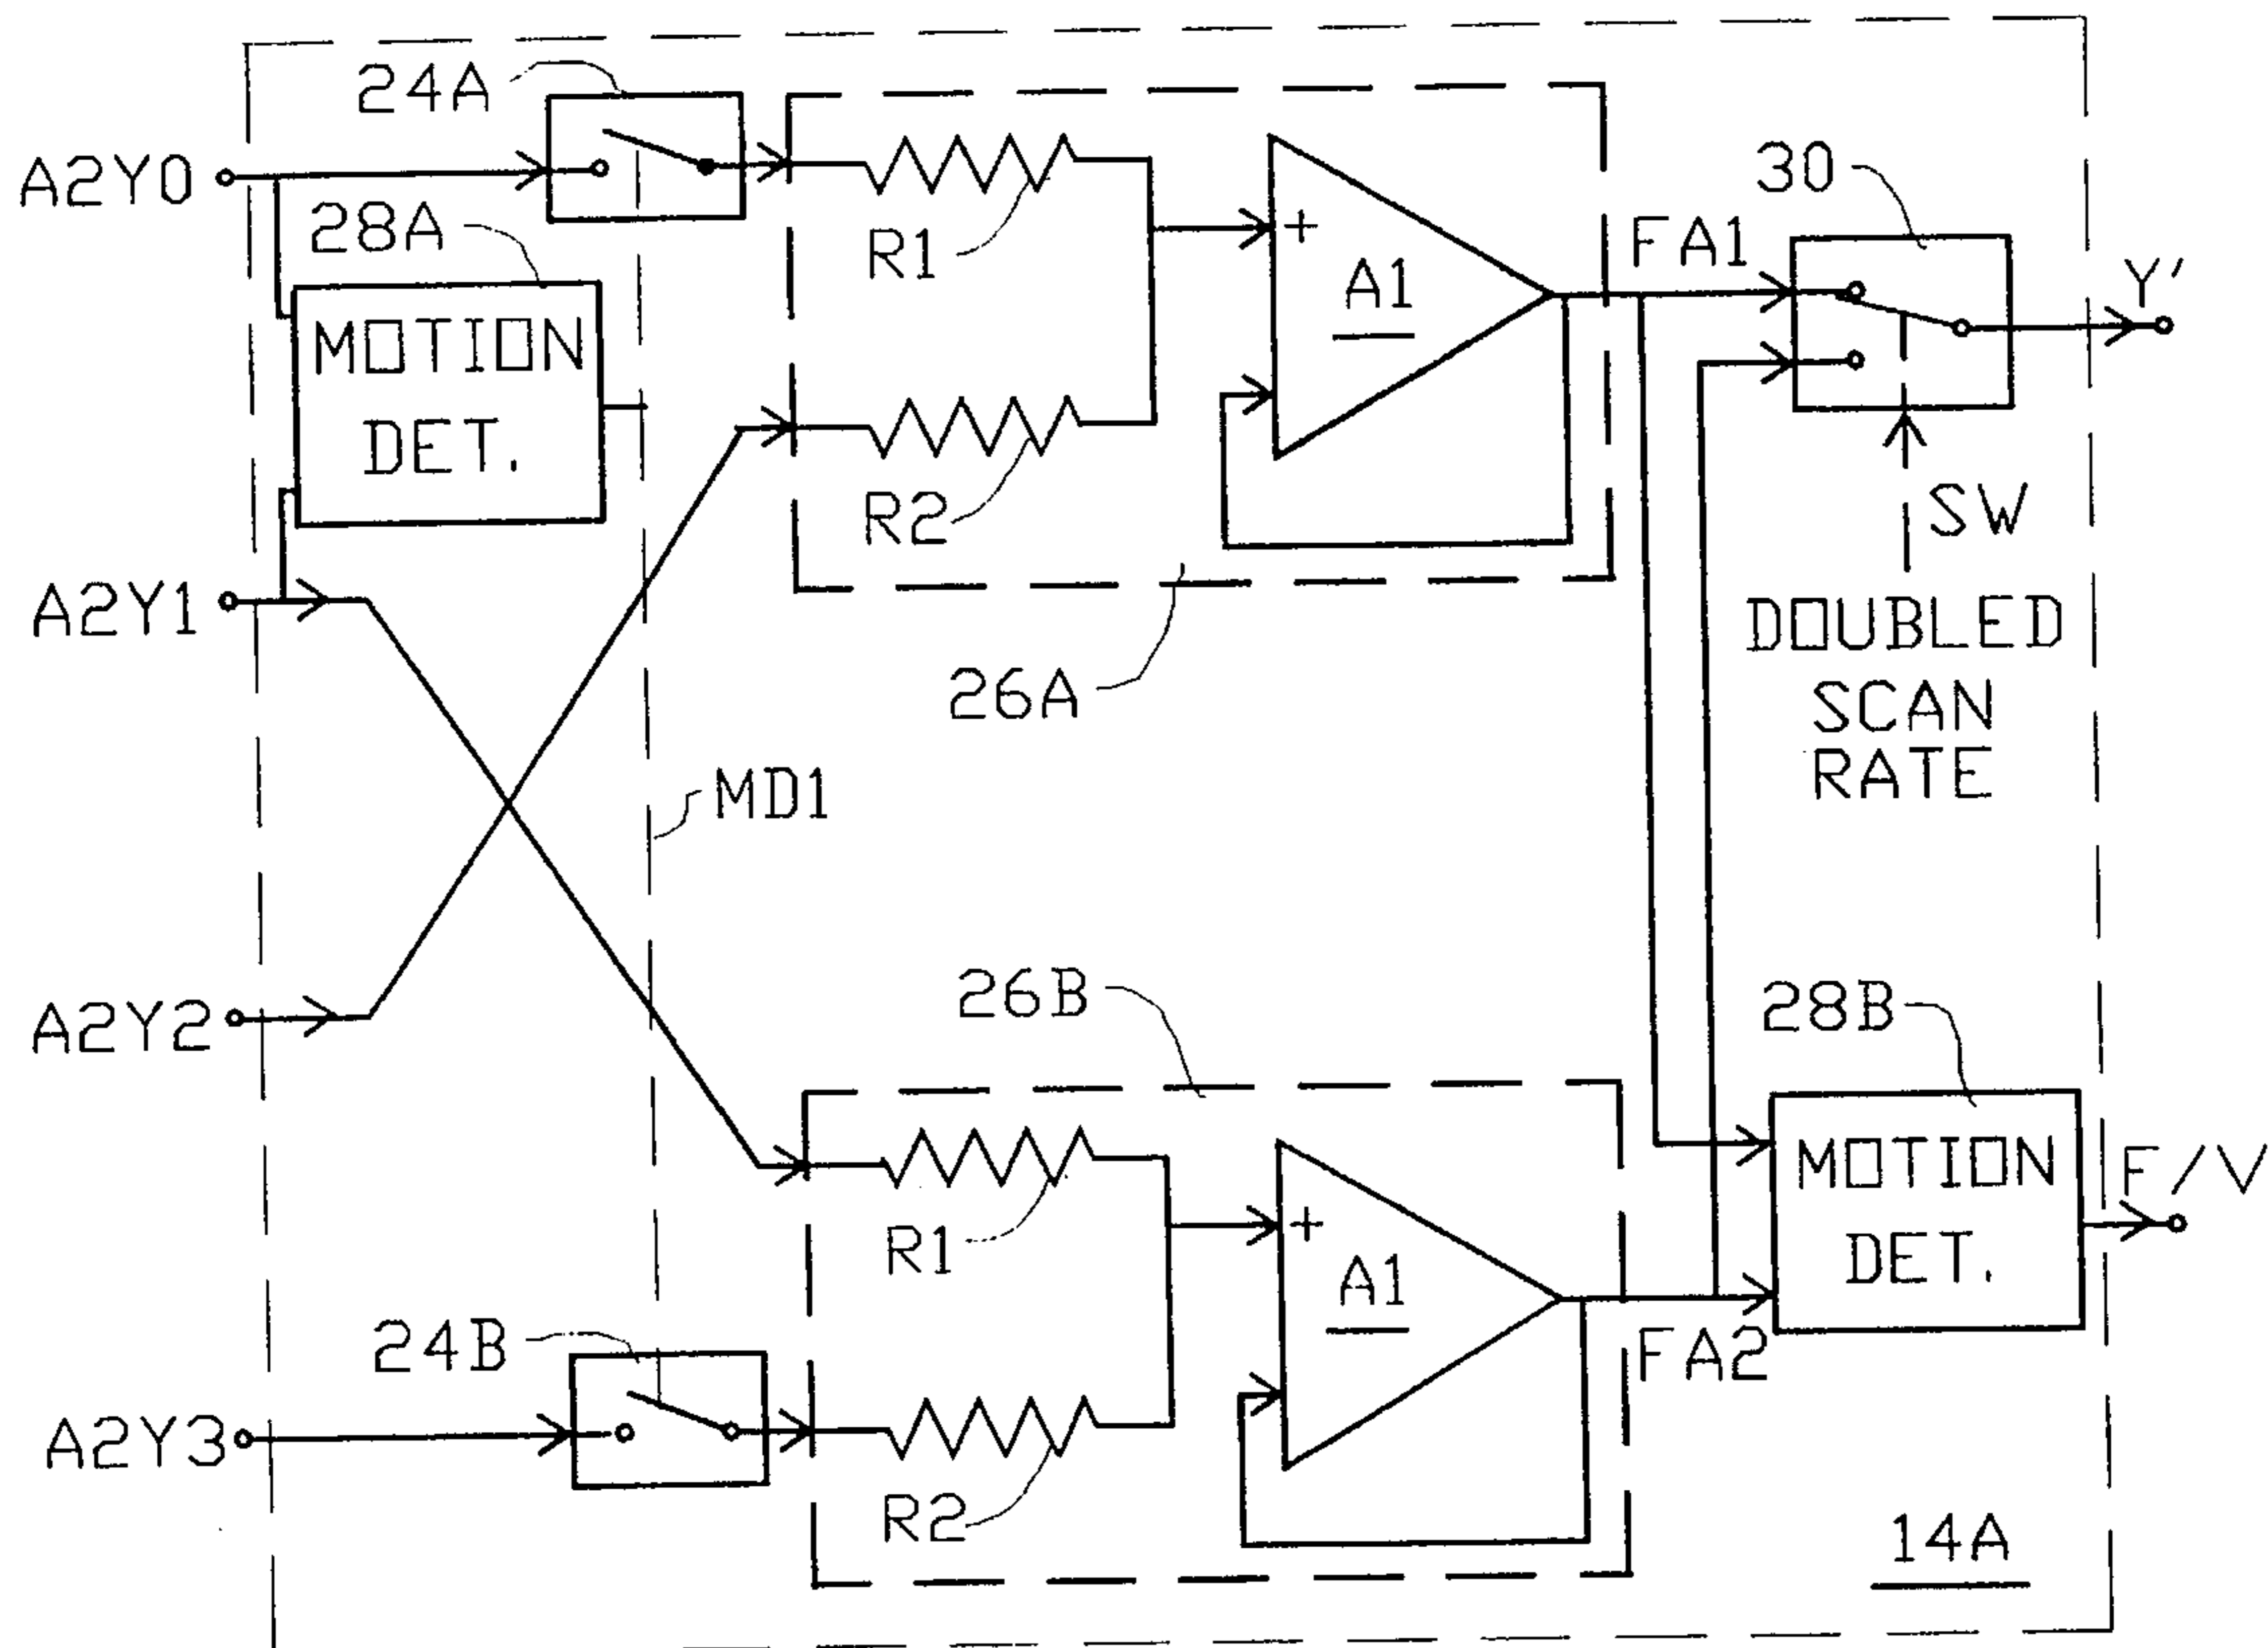 24A
A2Y0
28A
MOTION
DET.
R1
+
A1
FA1
30
Y'
R2
SW
DOUBLED
SCAN
RATE
A2Y1
26A
MD1
A2Y2
26B
28B
MOTION
DET.
F/V
R1
+
A1
FA2
24B
A2Y3
R2
14A